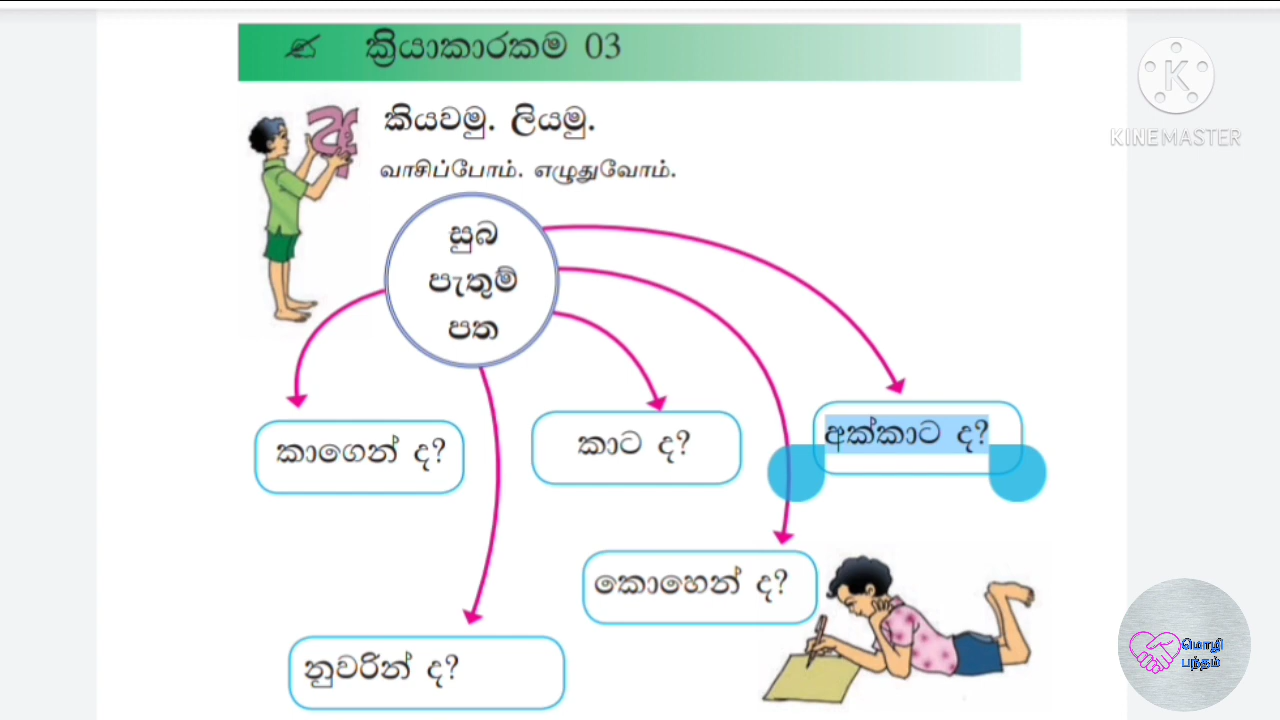 ක්‍රියාකාරකම 03
කියවමු. ලියමු.
வாசிப்போம். எழுதுவோம்.
සුබ
පැතුම්
පත
කාගෙන් ද?
කාට ද?
අක්කාට ද?
කොහෙන් ද?
නුවරින් ද?
K
KINEMASTER
மொழி
பந்தம்